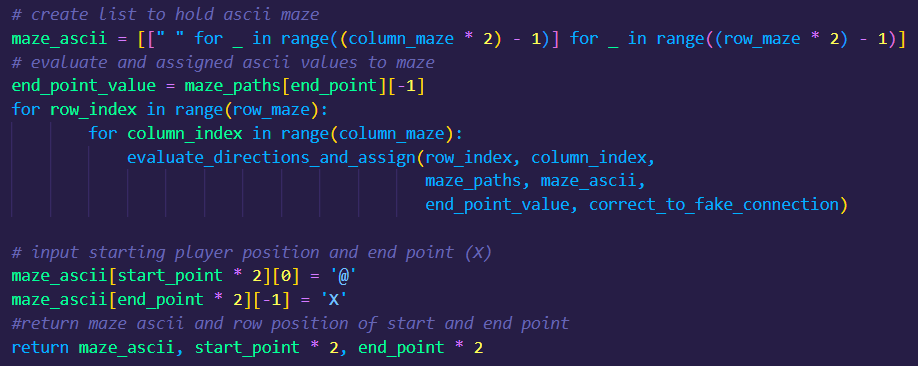 # create list to hold ascii maze
maze_ascii = [[" " for _ in range((column_maze * 2) - 1)] for _ in range((row_maze * 2) - 1)]
# evaluate and assigned ascii values to maze
end_point_value = maze_paths[end_point][-1]
for row_index in range(row_maze):
for column_index in range(column_maze):
evaluate_directions_and_assign(row_index, column_index,
maze_paths, maze_ascii,
end_point_value, correct_to_fake_connection)
# input starting player position and end point (X)
maze_ascii[start_point * 2][0] = '@'
maze_ascii[end_point * 2][-1] = 'X'
#return maze ascii and row position of start and end point
return maze_ascii, start_point * 2, end_point * 2